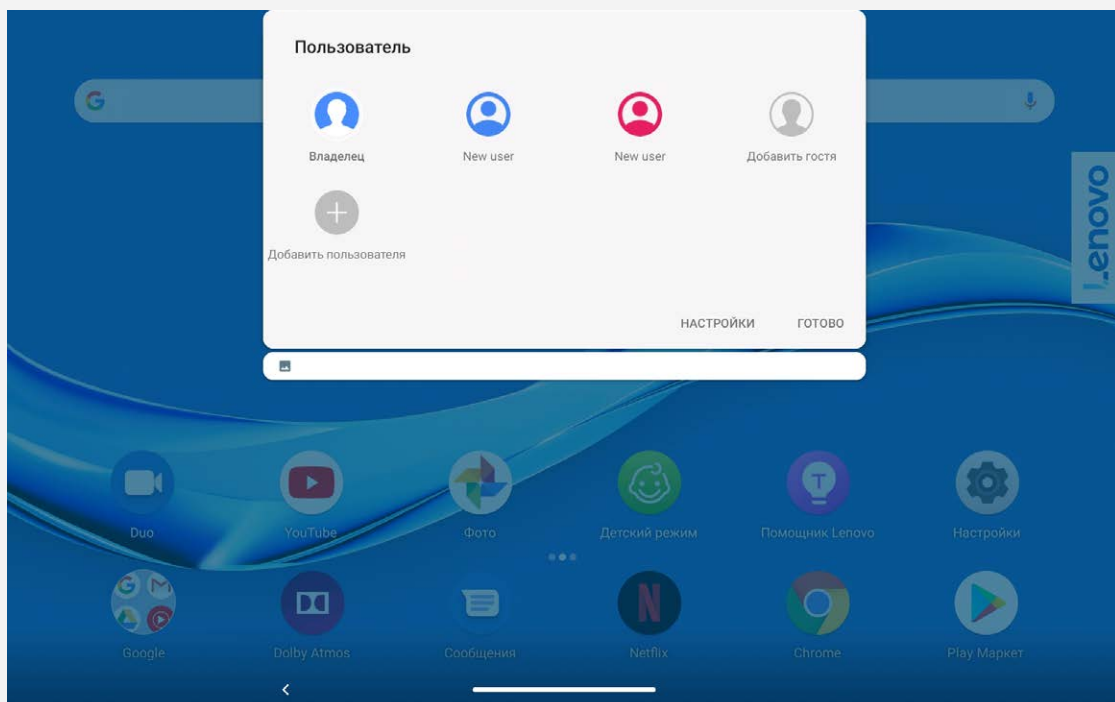 Пользователь
Владелец
New user
New user
Добавить гостя
Добавить пользователя
НАСТРОЙКИ
ГОТОВО
Lenovo
Duo
YouTube
Фото
Детский режим
Помощник Lenovo
Настройки
Google
Dolby Atmos
Сообщения
Netflix
Chrome
Play Маркет